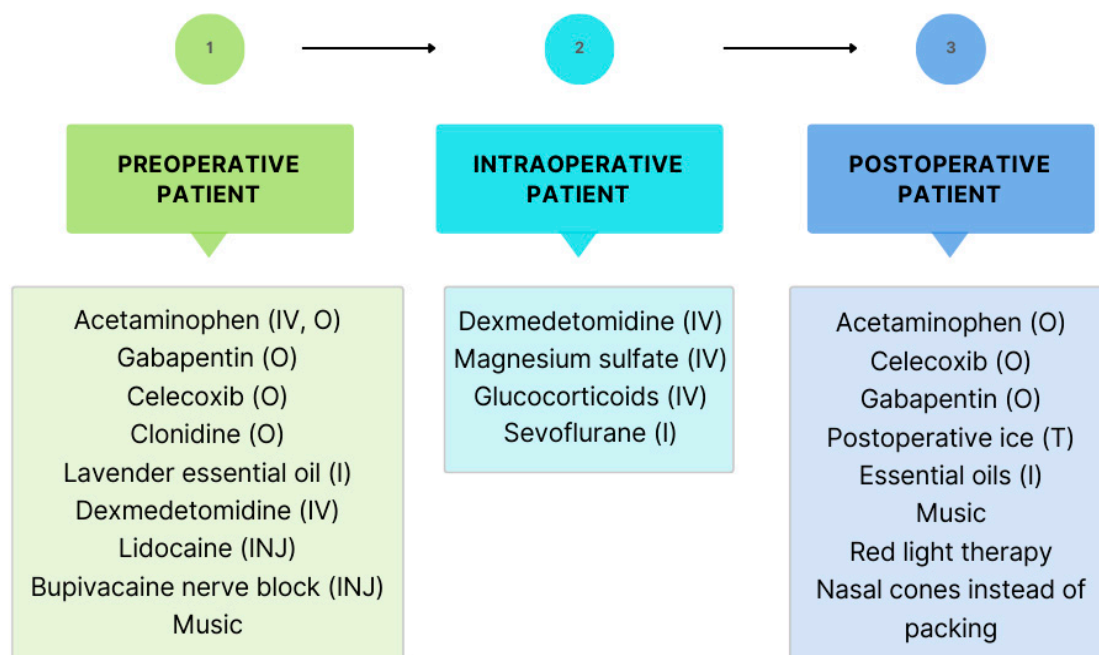 1
2
3
PREOPERATIVE
PATIENT
INTRAOPERATIVE
PATIENT
POSTOPERATIVE
PATIENT
Acetaminophen (IV, O)
Gabapentin (O)
Celecoxib (O)
Clonidine (O)
Lavender essential oil (I)
Dexmedetomidine (IV)
Lidocaine (INJ)
Bupivacaine nerve block (INJ)
Music
Dexmedetomidine (IV)
Magnesium sulfate (IV)
Glucocorticoids (IV)
Sevoflurane (I)
Acetaminophen (O)
Celecoxib (O)
Gabapentin (O)
Postoperative ice (T)
Essential oils (I)
Music
Red light therapy
Nasal cones instead of
packing